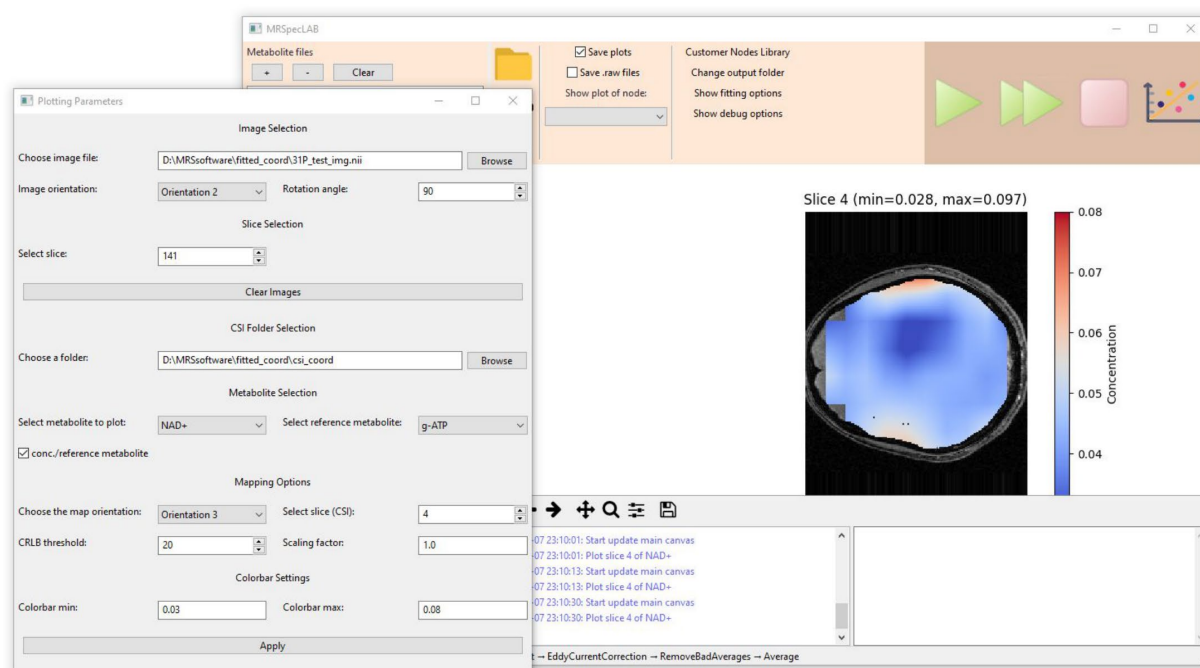 MRSpecLAB
Metabolite files
+ - Clear
Save plots
Save .raw files
Show plot of node:
Customer Nodes Library
Change output folder
Show fitting options
Show debug options
Plotting Parameters
Image Selection
Choose image file: D:\MRSsoftware\fitted_coord\31P_test_img.nii Browse
Image orientation: Orientation 2 Rotation angle: 90
Slice Selection
Select slice: 141
Clear Images
CSI Folder Selection
Choose a folder: D:\MRSsoftware\fitted_coord\csi_coord Browse
Metabolite Selection
Select metabolite to plot: NAD+ Select reference metabolite: g-ATP
conc./reference metabolite
Mapping Options
Choose the map orientation: Orientation 3 Select slice (CSI): 4
CRLB threshold: 20 Scaling factor: 1.0
Colorbar Settings
Colorbar min: 0.03 Colorbar max: 0.08
Apply
Slice 4 (min=0.028, max=0.097)
0.08
0.07
0.06
0.05
0.04
Concentration
-07 23:10:01: Start update main canvas
-07 23:10:01: Plot slice 4 of NAD+
-07 23:10:13: Start update main canvas
-07 23:10:13: Plot slice 4 of NAD+
-07 23:10:30: Start update main canvas
-07 23:10:30: Plot slice 4 of NAD+
→ EddyCurrentCorrection → RemoveBadAverages → Average